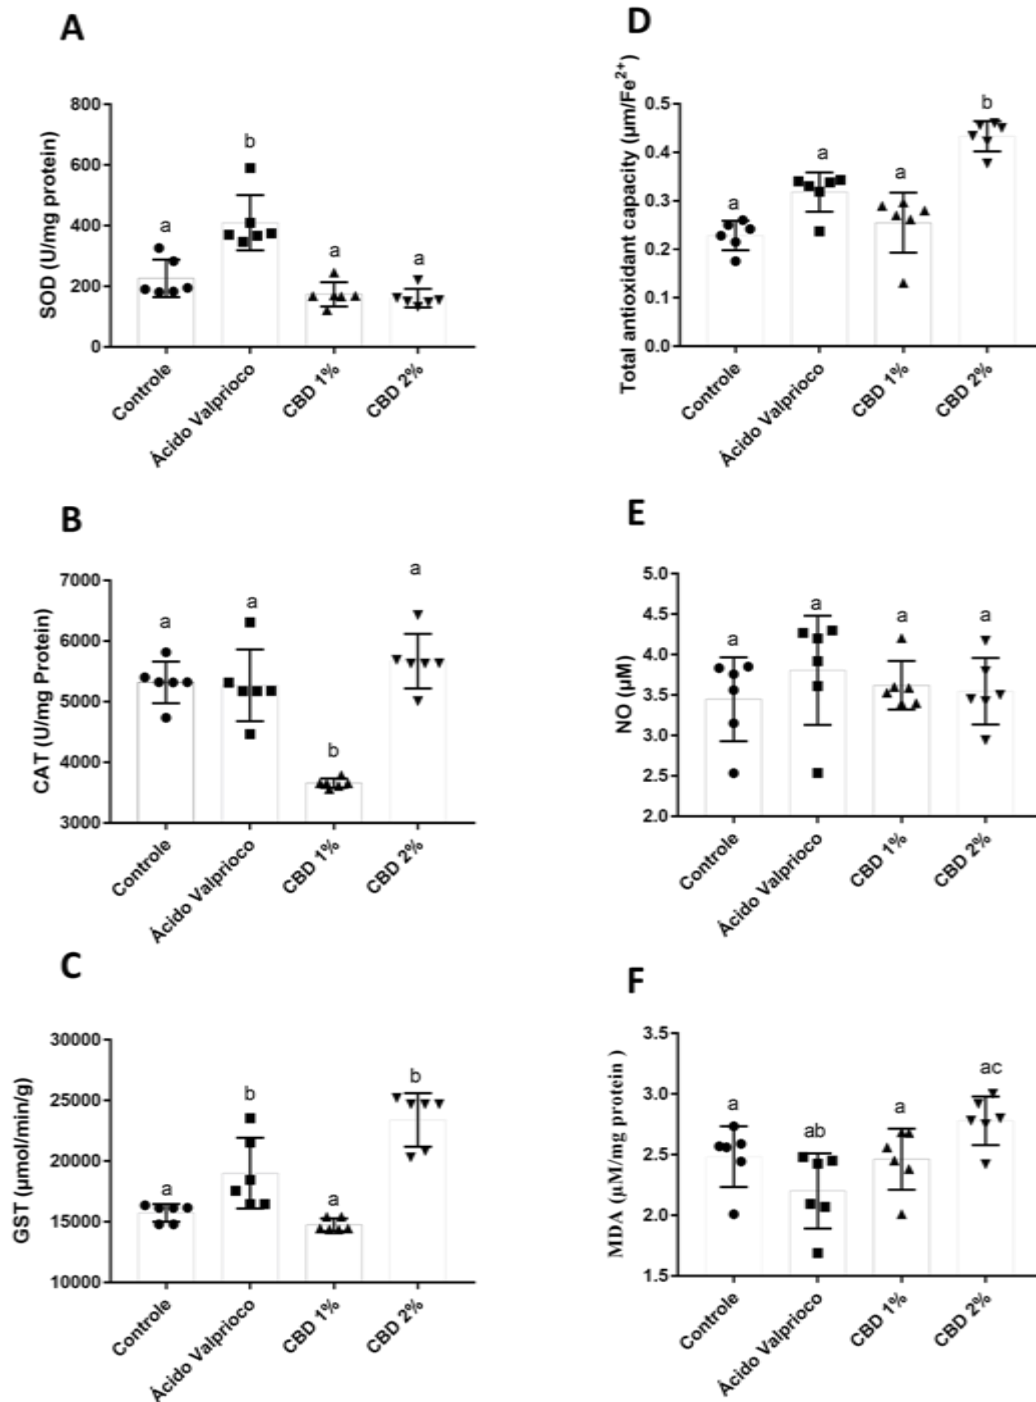 A
SOD (U/mg protein)
800
600
400
200
0
a
b
a
a
Controle
Ácido Valprioco
CBD 1%
CBD 2%
B
CAT (U/mg Protein)
7000
6000
5000
4000
3000
a
a
b
a
Controle
Ácido Valprioco
CBD 1%
CBD 2%
C
GST (µmol/min/g)
30000
25000
20000
15000
10000
a
b
a
b
Controle
Ácido Valprioco
CBD 1%
CBD 2%
D
Total antioxidant capacity (µm/Fe²⁺)
0.5
0.4
0.3
0.2
0.1
0.0
a
a
a
b
Controle
Ácido Valprioco
CBD 1%
CBD 2%
E
NO (µM)
5.0
4.5
4.0
3.5
3.0
2.5
2.0
a
a
a
a
Controle
Ácido Valprioco
CBD 1%
CBD 2%
F
MDA (µM/mg protein )
3.5
3.0
2.5
2.0
1.5
a
ab
a
ac
Controle
Ácido Valprioco
CBD 1%
CBD 2%